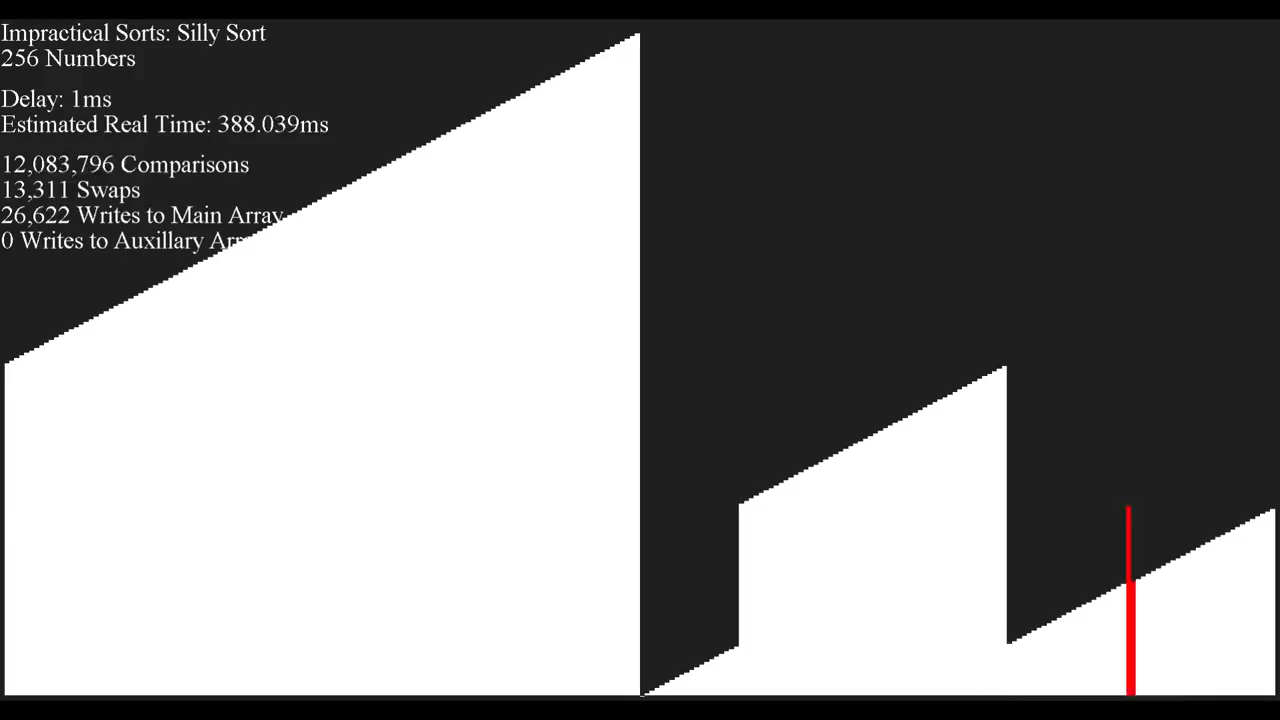 Impractical Sorts: Silly Sort
256 Numbers
Delay: 1ms
Estimated Real Time: 388.039ms
12,083,796 Comparisons
13,311 Swaps
26,622 Writes to Main Array
0 Writes to Auxillary